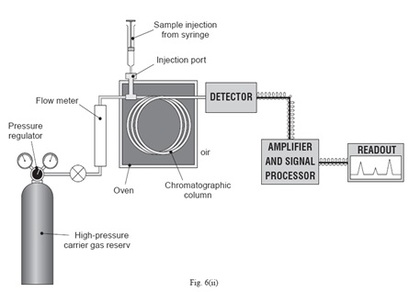 Sample injection
from syringe
Injection port
Flow meter
DETECTOR
Pressure
regulator
oir
AMPLIFIER
AND SIGNAL
PROCESSOR
READOUT
Oven
Chromatographic
column
High-pressure
carrier gas reserv
Fig. 6(ii)